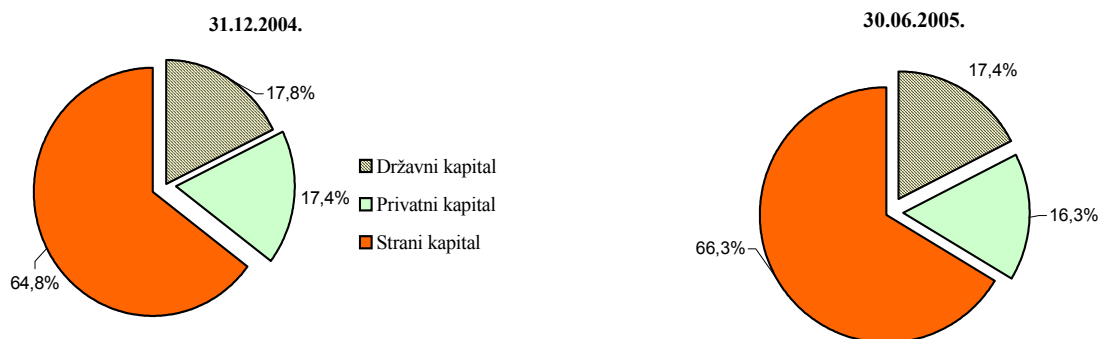 31.12.2004.
17,8%
17,4%
64,8%
Državni kapital
Privatni kapital
Strani kapital
30.06.2005.
17,4%
16,3%
66,3%